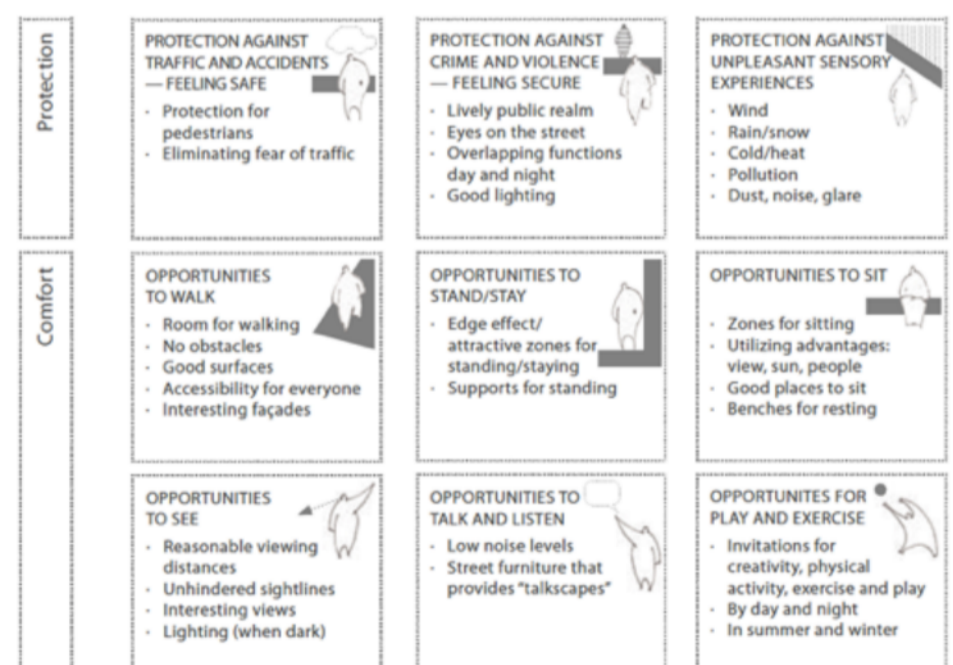 Protection
PROTECTION AGAINST
TRAFFIC AND ACCIDENTS
— FEELING SAFE
· Protection for
pedestrians
· Eliminating fear of traffic
PROTECTION AGAINST
CRIME AND VIOLENCE
— FEELING SECURE
· Lively public realm
· Eyes on the street
· Overlapping functions
day and night
· Good lighting
PROTECTION AGAINST
UNPLEASANT SENSORY
EXPERIENCES
· Wind
· Rain/snow
· Cold/heat
· Pollution
· Dust, noise, glare
Comfort
OPPORTUNITIES
TO WALK
· Room for walking
· No obstacles
· Good surfaces
· Accessibility for everyone
· Interesting façades
OPPORTUNITIES TO
STAND/STAY
· Edge effect/
attractive zones for
standing/staying
· Supports for standing
OPPORTUNITIES TO SIT
· Zones for sitting
· Utilizing advantages:
view, sun, people
· Good places to sit
· Benches for resting
OPPORTUNITIES
TO SEE
· Reasonable viewing
distances
· Unhindered sightlines
· Interesting views
· Lighting (when dark)
OPPORTUNITIES TO
TALK AND LISTEN
· Low noise levels
· Street furniture that
provides “talkscapes”
OPPORTUNITES FOR
PLAY AND EXERCISE
· Invitations for
creativity, physical
activity, exercise and play
· By day and night
· In summer and winter